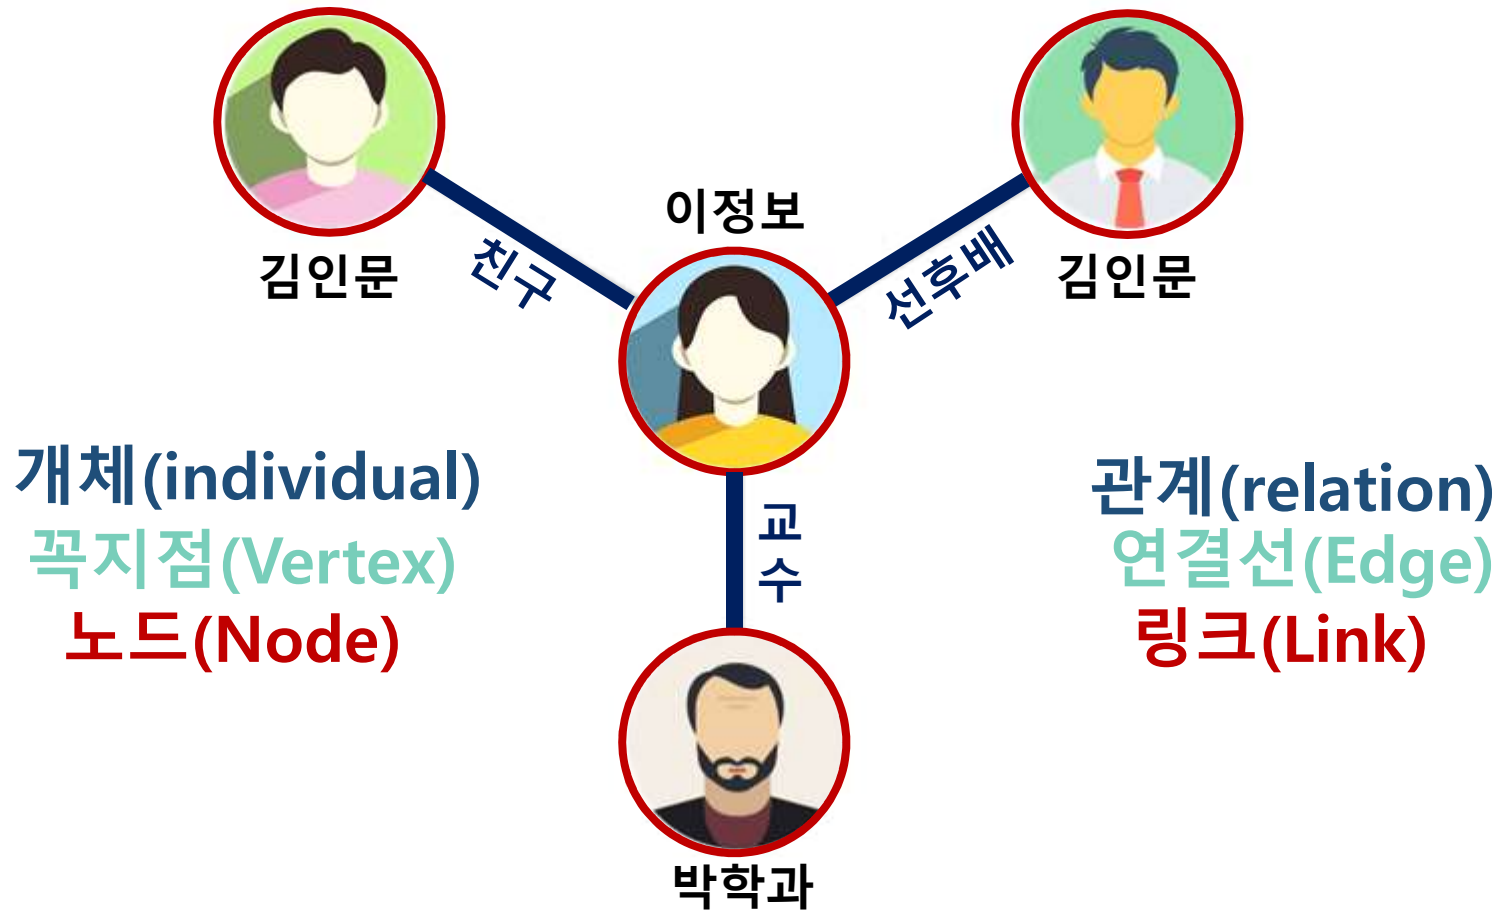 이정보
김인문
친구
선후배
김인문
개체(individual)
꼭지점(Vertex)
노드(Node)
교수
관계(relation)
연결선(Edge)
링크(Link)
박학과